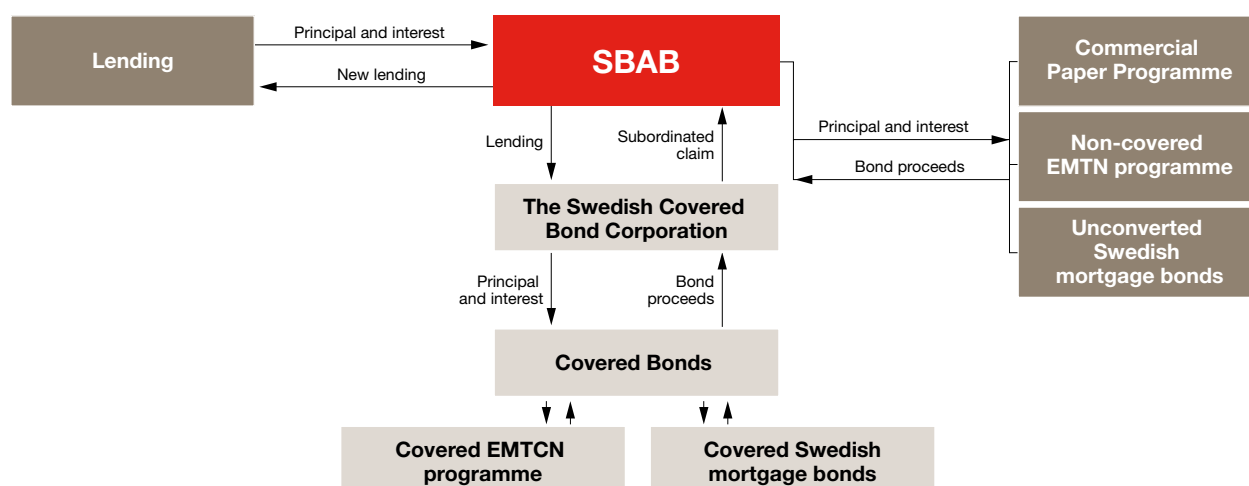 Lending
Principal and interest
New lending
SBAB
Commercial
Paper Programme
Principal and interest
Bond proceeds
Non-covered
EMTN programme
Unconverted
Swedish
mortgage bonds
Lending
Subordinated
claim
The Swedish Covered
Bond Corporation
Principal
and interest
Bond
proceeds
Covered Bonds
Covered EMTCN
programme
Covered Swedish
mortgage bonds